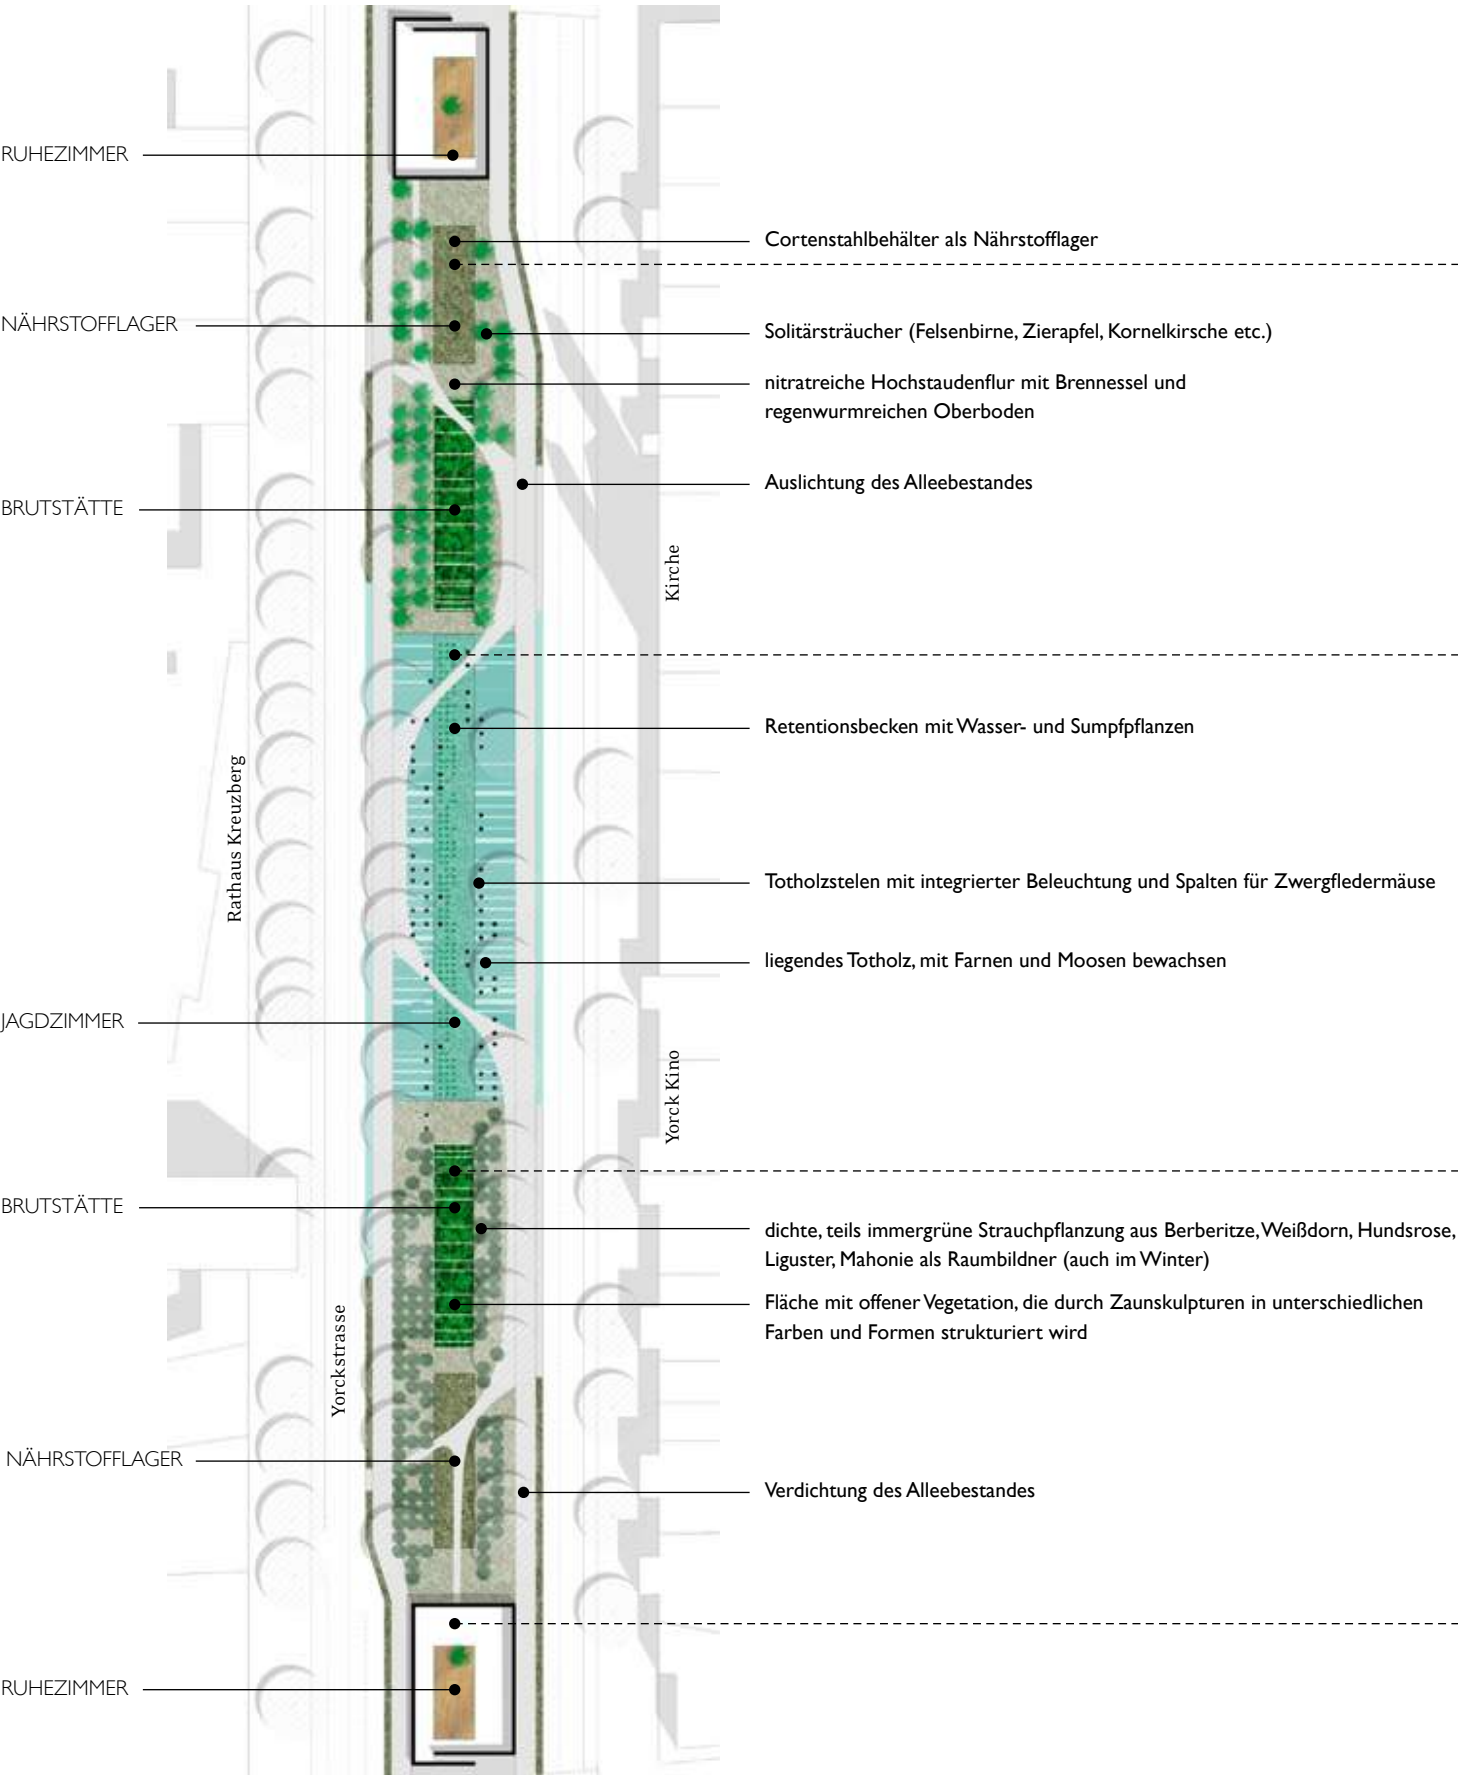 RUHEZIMMER
Cortenstahlbehälter als Nährstofflager
NÄHRSTOFFLAGER
Solitärsträucher (Felsenbirne, Zierapfel, Kornelkirsche etc.)
nitratreiche Hochstaudenflur mit Brennessel und
regenwurmreichen Oberboden
Auslichtung des Alleebestandes
BRUTSTÄTTE
Kirche
Retentionsbecken mit Wasser- und Sumpfpflanzen
Rathaus Kreuzberg
Totholzstelen mit integrierter Beleuchtung und Spalten für Zwergfledermäuse
liegendes Totholz, mit Farnen und Moosen bewachsen
JAGDZIMMER
Yorck Kino
BRUTSTÄTTE
dichte, teils immergrüne Strauchpflanzung aus Berberitze, Weißdorn, Hundsrose,
Liguster, Mahonie als Raumbildner (auch im Winter)
Fläche mit offener Vegetation, die durch Zaunskulpturen in unterschiedlichen
Farben und Formen strukturiert wird
Yorckstrasse
NÄHRSTOFFLAGER
Verdichtung des Alleebestandes
RUHEZIMMER